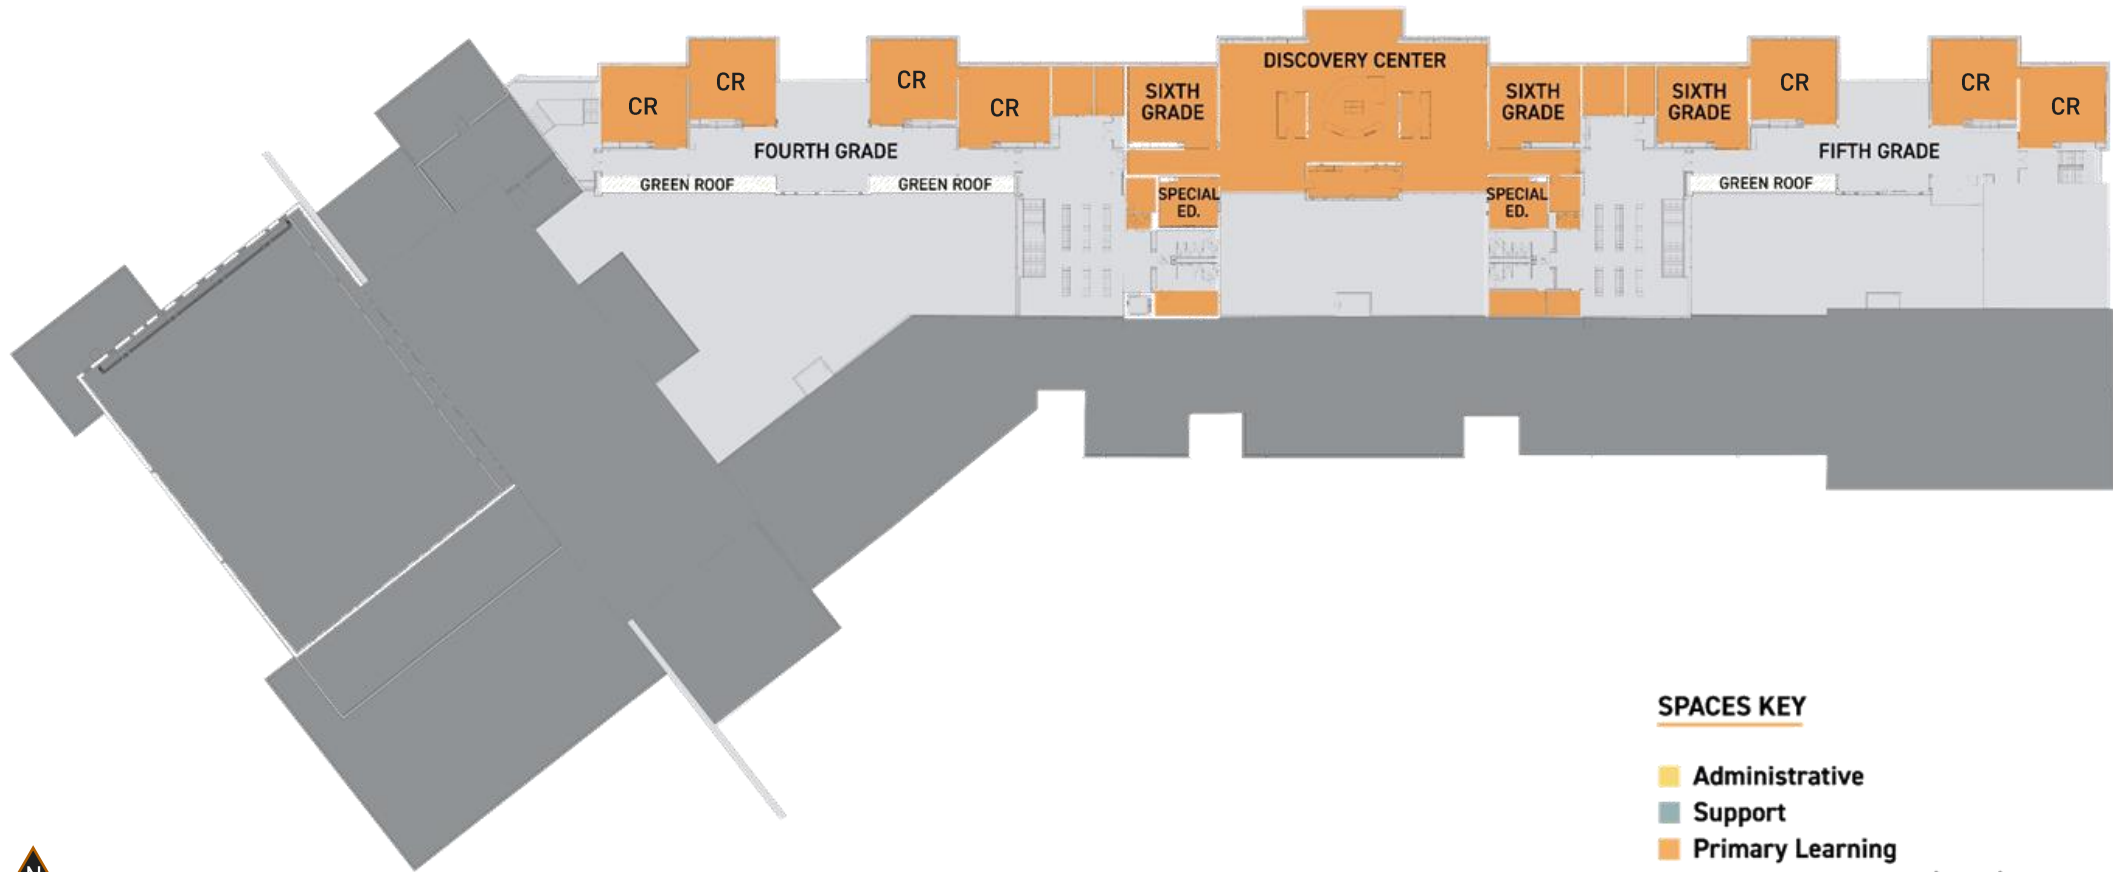 DISCOVERY CENTER
CR
CR
CR
CR
SIXTH
GRADE
SIXTH
GRADE
SIXTH
GRADE
CR
CR
CR
FOURTH GRADE
FIFTH GRADE
GREEN ROOF
GREEN ROOF
SPECIAL
ED.
SPECIAL
ED.
GREEN ROOF
SPACES KEY
Administrative
Support
Primary Learning
N